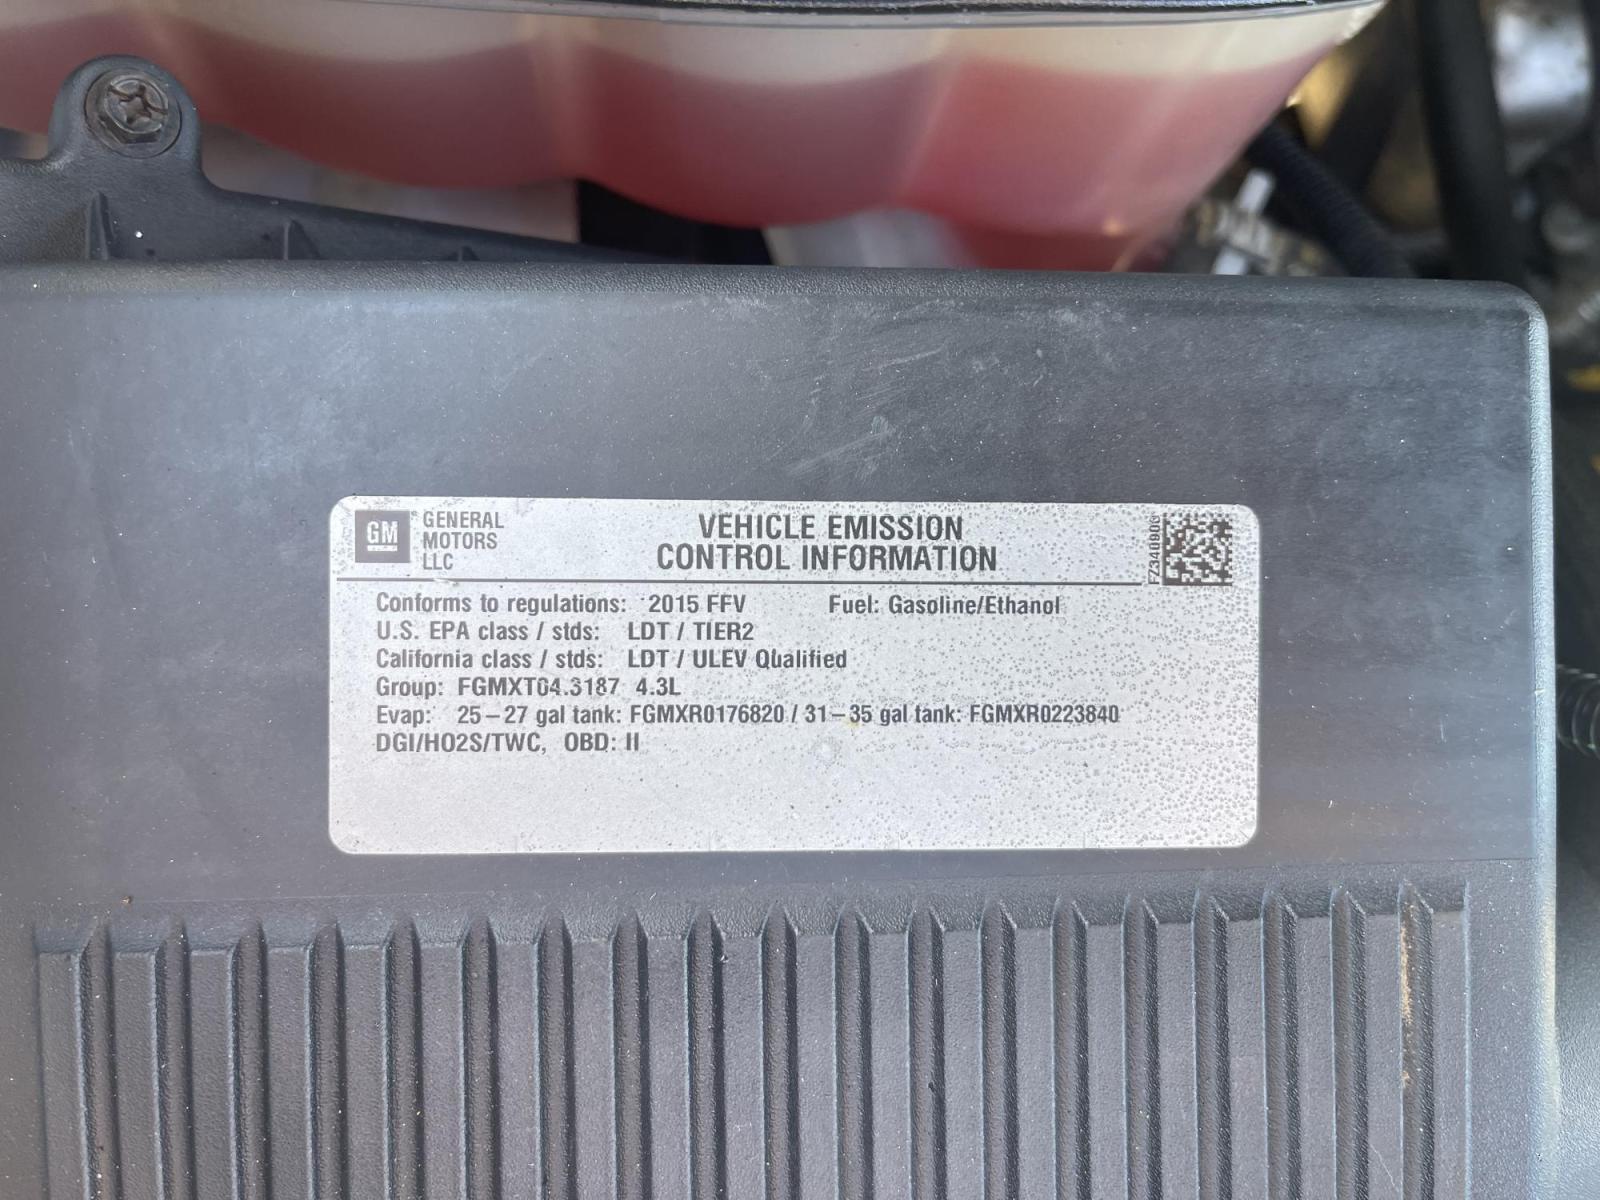 GM
GENERAL
MOTORS
LLC
VEHICLE EMISSION
CONTROL INFORMATION
Conforms to regulations: 2015 FFV Fuel: Gasoline/Ethanol
U.S. EPA class / stds: LDT / TIER2
California class / stds: LDT / ULEV Qualified
Group: FGMXT04.3187 4.3L
Evap: 25–27 gal tank: FGMXR0176820 / 31–35 gal tank: FGMXR0223840
DGI/HO2S/TWC, OBD: II